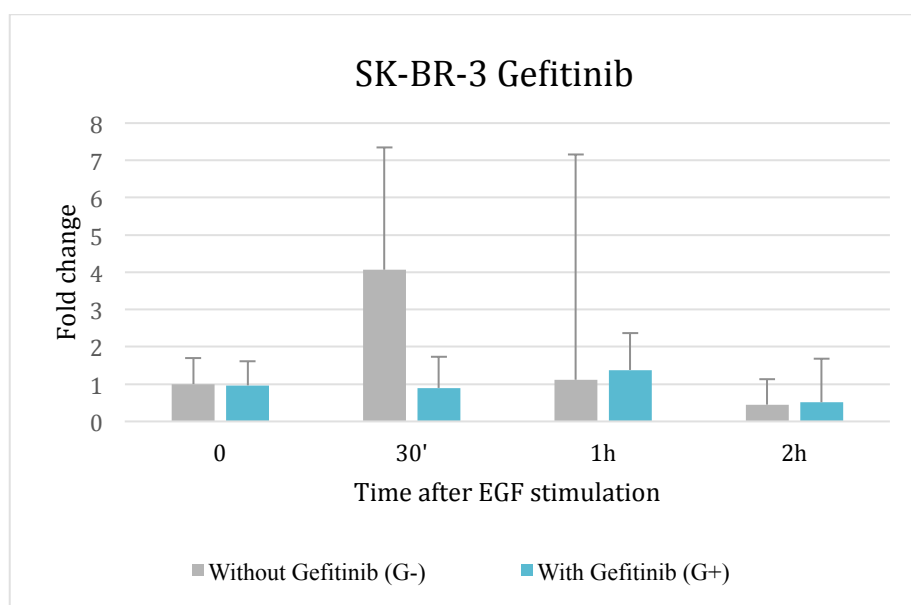 SK-BR-3 Gefitinib
8
7
6
5
4
3
2
1
0
Fold change
0 30' 1h 2h
Time after EGF stimulation
Without Gefitinib (G-) With Gefitinib (G+)